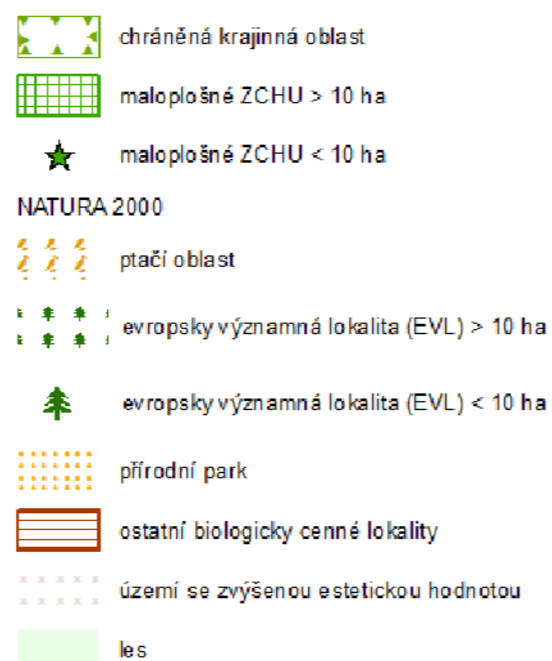 chráněná krajinná oblast
maloplošné ZCHU > 10 ha
maloplošné ZCHU < 10 ha
NATURA 2000
ptačí oblast
evropsky významná lokalita (EVL) > 10 ha
evropsky významná lokalita (EVL) < 10 ha
přírodní park
ostatní biologicky cenné lokality
území se zvýšenou estetickou hodnotou
les